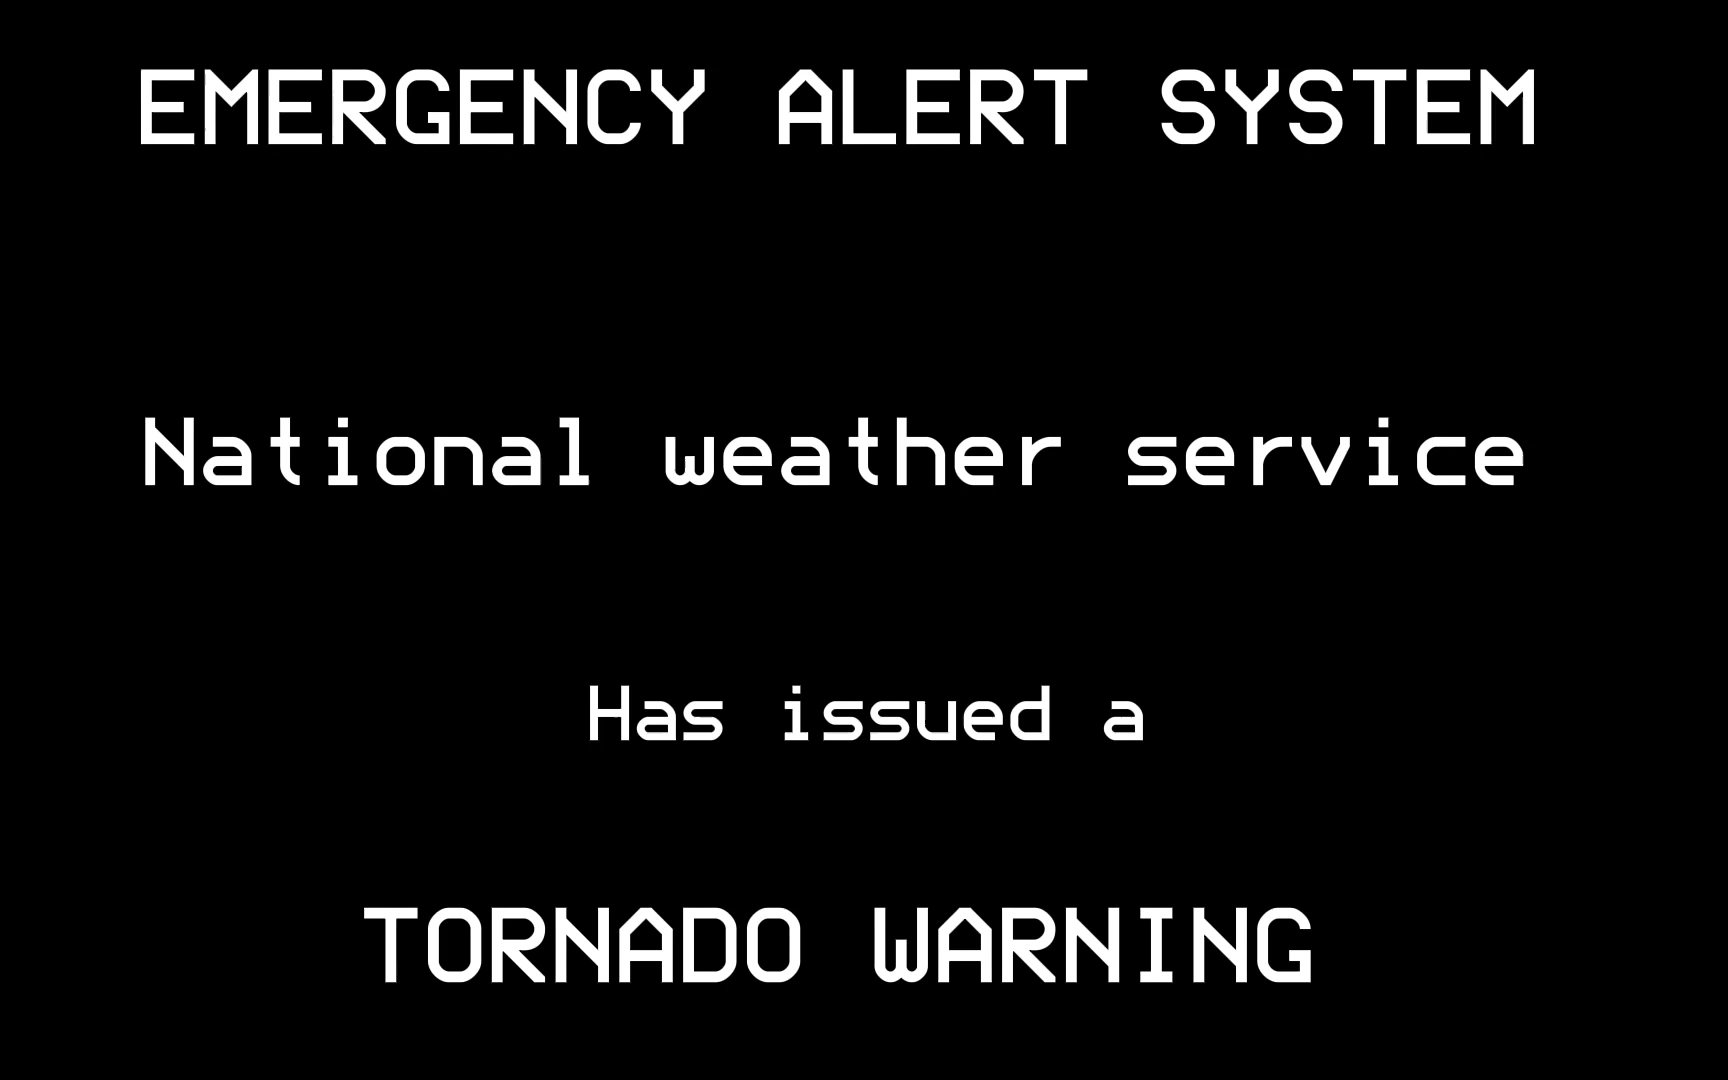 EMERGENCY ALERT SYSTEM
National weather service
Has issued a
TORNADO WARNING